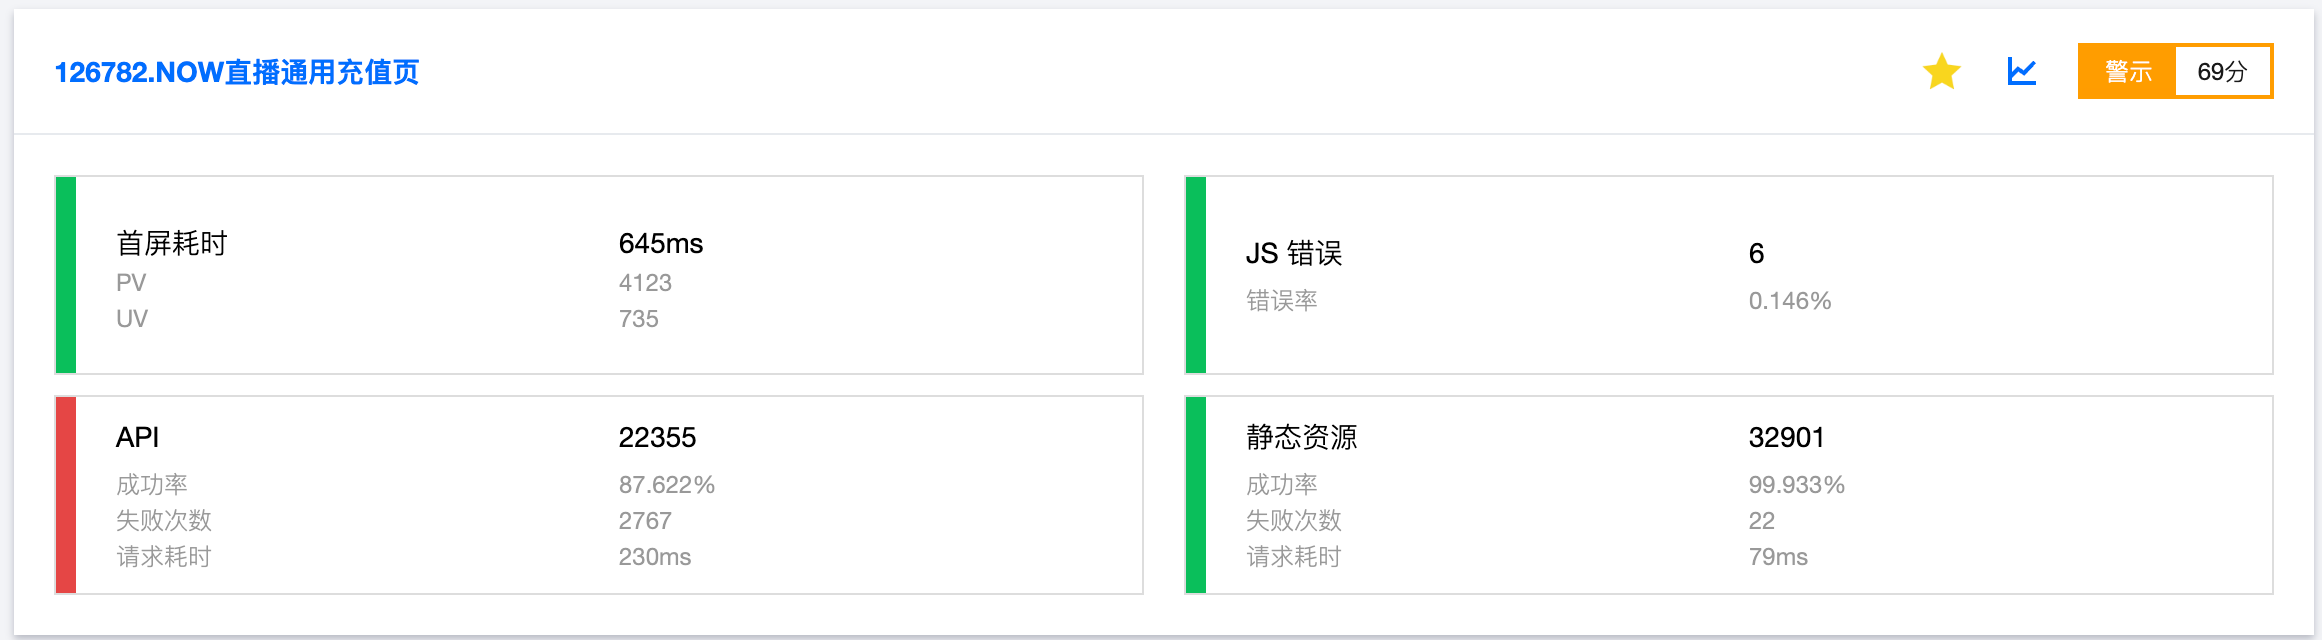 126782.NOW直播通用充值页
警示 69分
首屏耗时 645ms
PV 4123
UV 735
JS 错误 6
错误率 0.146%
API 22355
成功率 87.622%
失败次数 2767
请求耗时 230ms
静态资源 32901
成功率 99.933%
失败次数 22
请求耗时 79ms